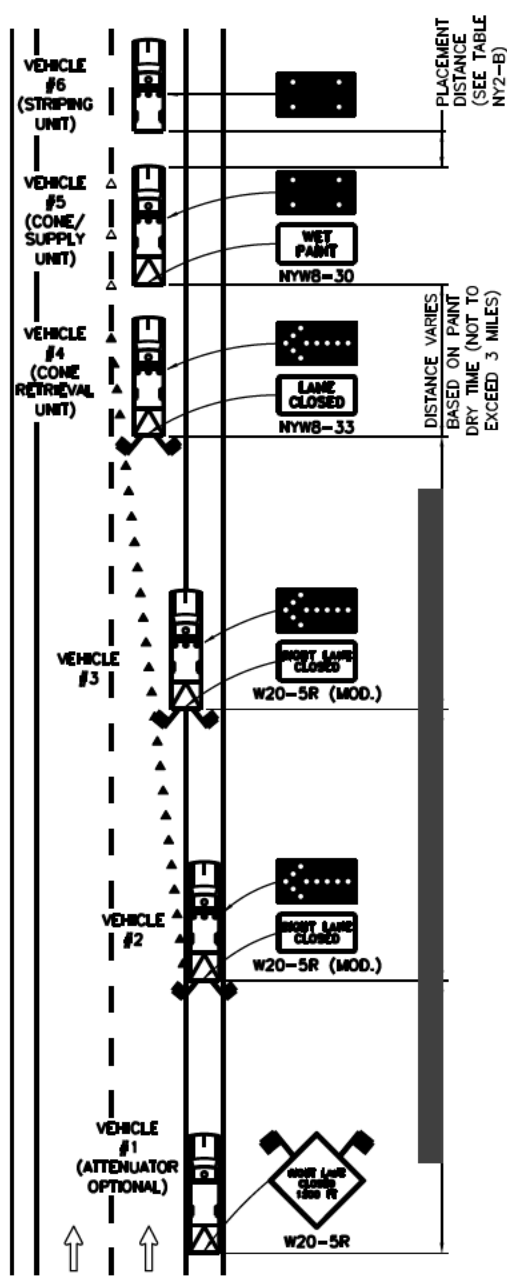 VEHICLE
#6
(STRIPING
UNIT)
PLACEMENT
DISTANCE
(SEE TABLE
NY2-B)
VEHICLE
#5
(CONE/
SUPPLY
UNIT)
WET
PAINT
NYW8-30
VEHICLE
#4
(CONE
RETRIEVAL
UNIT)
LANE
CLOSED
NYW8-33
DISTANCE VARIES
BASED ON PAINT
DRY TIME (NOT TO
EXCEED 3 MILES)
VEHICLE
#3
RIGHT LANE
CLOSED
W20-5R (MOD.)
VEHICLE
#2
RIGHT LANE
CLOSED
W20-5R (MOD.)
VEHICLE
#1
(ATTENUATOR
OPTIONAL)
RIGHT LANE
CLOSED
FT
W20-5R